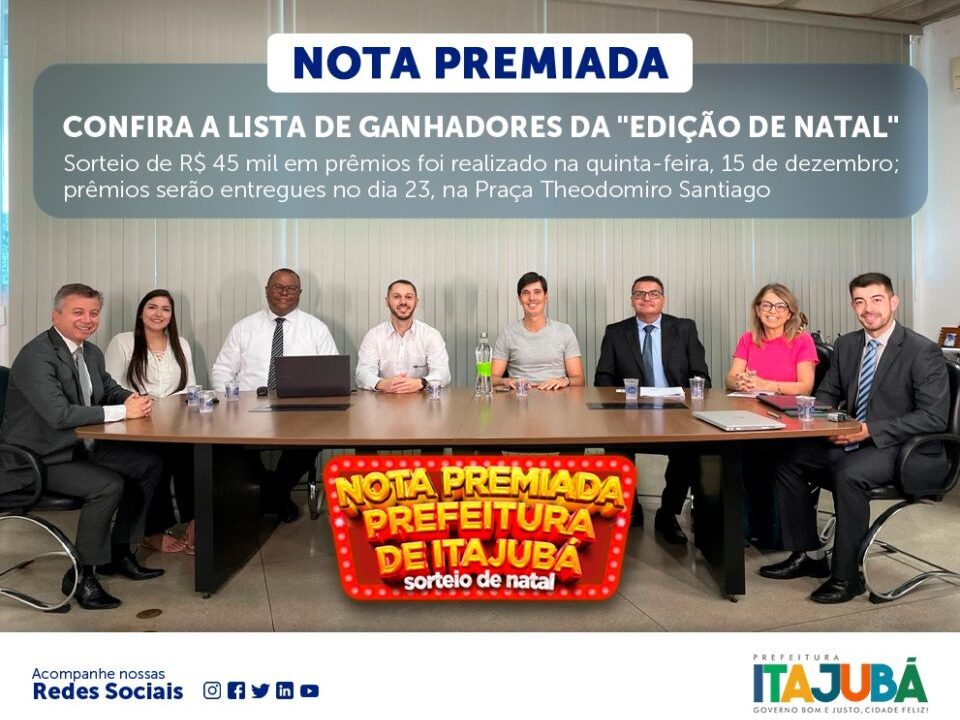 NOTA PREMIADA
CONFIRA A LISTA DE GANHADORES DA "EDIÇÃO DE NATAL"
Sorteio de R$ 45 mil em prêmios foi realizado na quinta-feira, 15 de dezembro;
prêmios serão entregues no dia 23, na Praça Theodomiro Santiago
NOTA PREMIADA
PREFEITURA
DE ITAJUBÁ
sorteio de natal
Acompanhe nossas
Redes Sociais
PREFEITURA
ITAJUBÁ
GOVERNO BOM E JUSTO, CIDADE FELIZ!